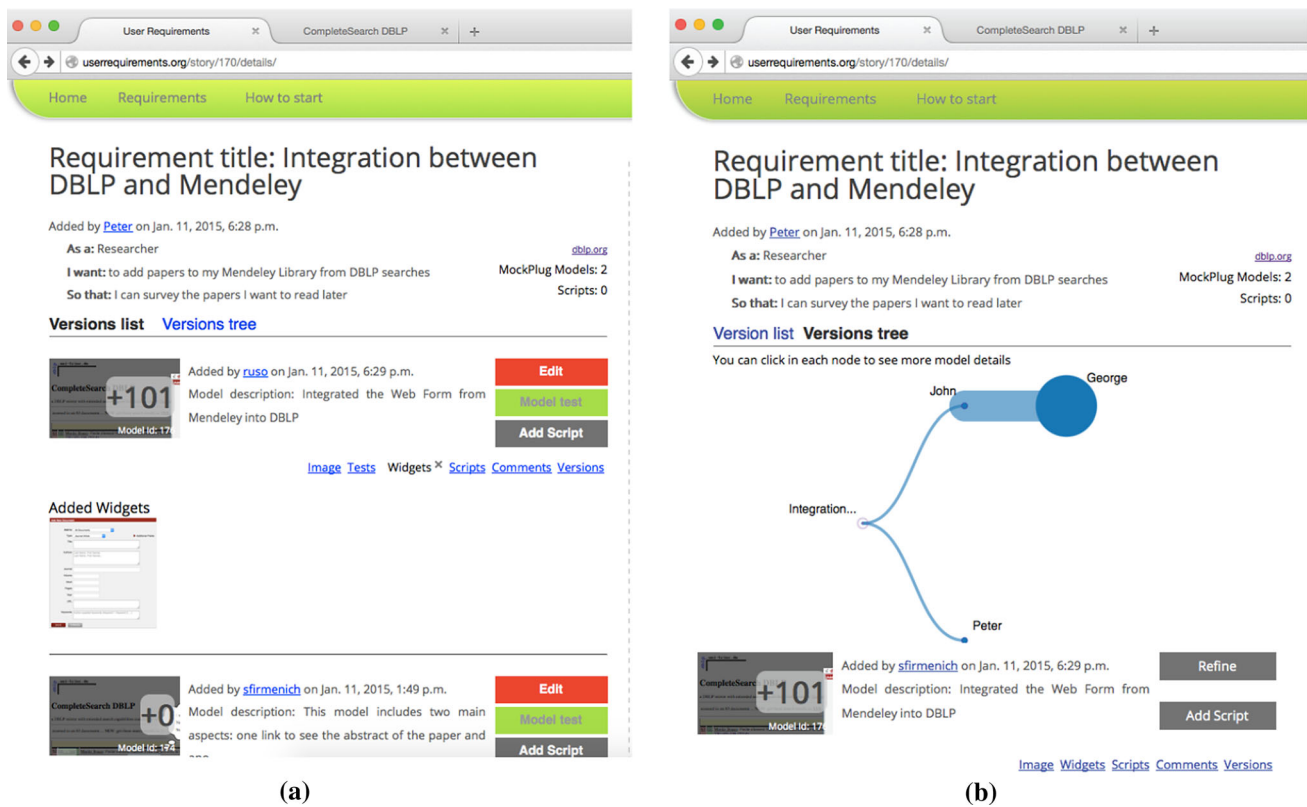 User Requirements
CompleteSearch DBLP
userrequirements.org/story/170/details/
Home Requirements How to start
Requirement title: Integration between
DBLP and Mendeley
Added by Peter on Jan. 11, 2015, 6:28 p.m.
As a: Researcher
dblp.org
I want: to add papers to my Mendeley Library from DBLP searches
MockPlug Models: 2
So that: I can survey the papers I want to read later
Scripts: 0
Versions list Versions tree
CompleteSearch DBLP
+101
Model Id: 176
Added by ruso on Jan. 11, 2015, 6:29 p.m.
Model description: Integrated the Web Form from
Mendeley into DBLP
Edit
Model test
Add Script
Image Tests Widgets × Scripts Comments Versions
Added Widgets
CompleteSearch DBLP
+0
Model Id: 174
Added by sfirmenich on Jan. 11, 2015, 1:49 p.m.
Model description: This model includes two main
aspects: one link to see the abstract of the paper and
Edit
Model test
Add Script
(a)
User Requirements
CompleteSearch DBLP
userrequirements.org/story/170/details/
Home Requirements How to start
Requirement title: Integration between
DBLP and Mendeley
Added by Peter on Jan. 11, 2015, 6:28 p.m.
As a: Researcher
dblp.org
I want: to add papers to my Mendeley Library from DBLP searches
MockPlug Models: 2
So that: I can survey the papers I want to read later
Scripts: 0
Version list Versions tree
You can click in each node to see more model details
John
George
Integration...
Peter
CompleteSearch DBLP
+101
Model Id: 176
Added by sfirmenich on Jan. 11, 2015, 6:29 p.m.
Model description: Integrated the Web Form from
Mendeley into DBLP
Refine
Add Script
Image Widgets Scripts Comments Versions
(b)